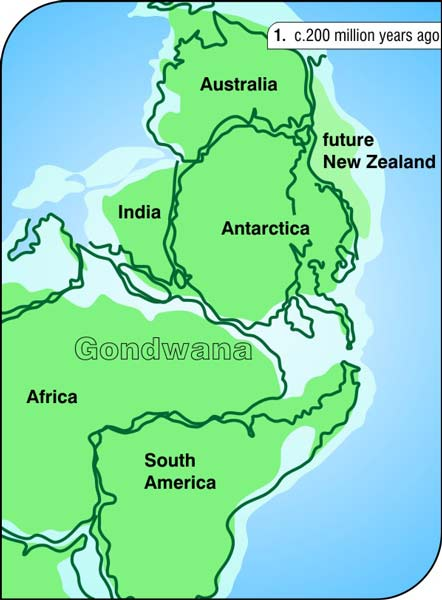 1. c.200 million years ago
Australia
future
New Zealand
India
Antarctica
Gondwana
Africa
South
America